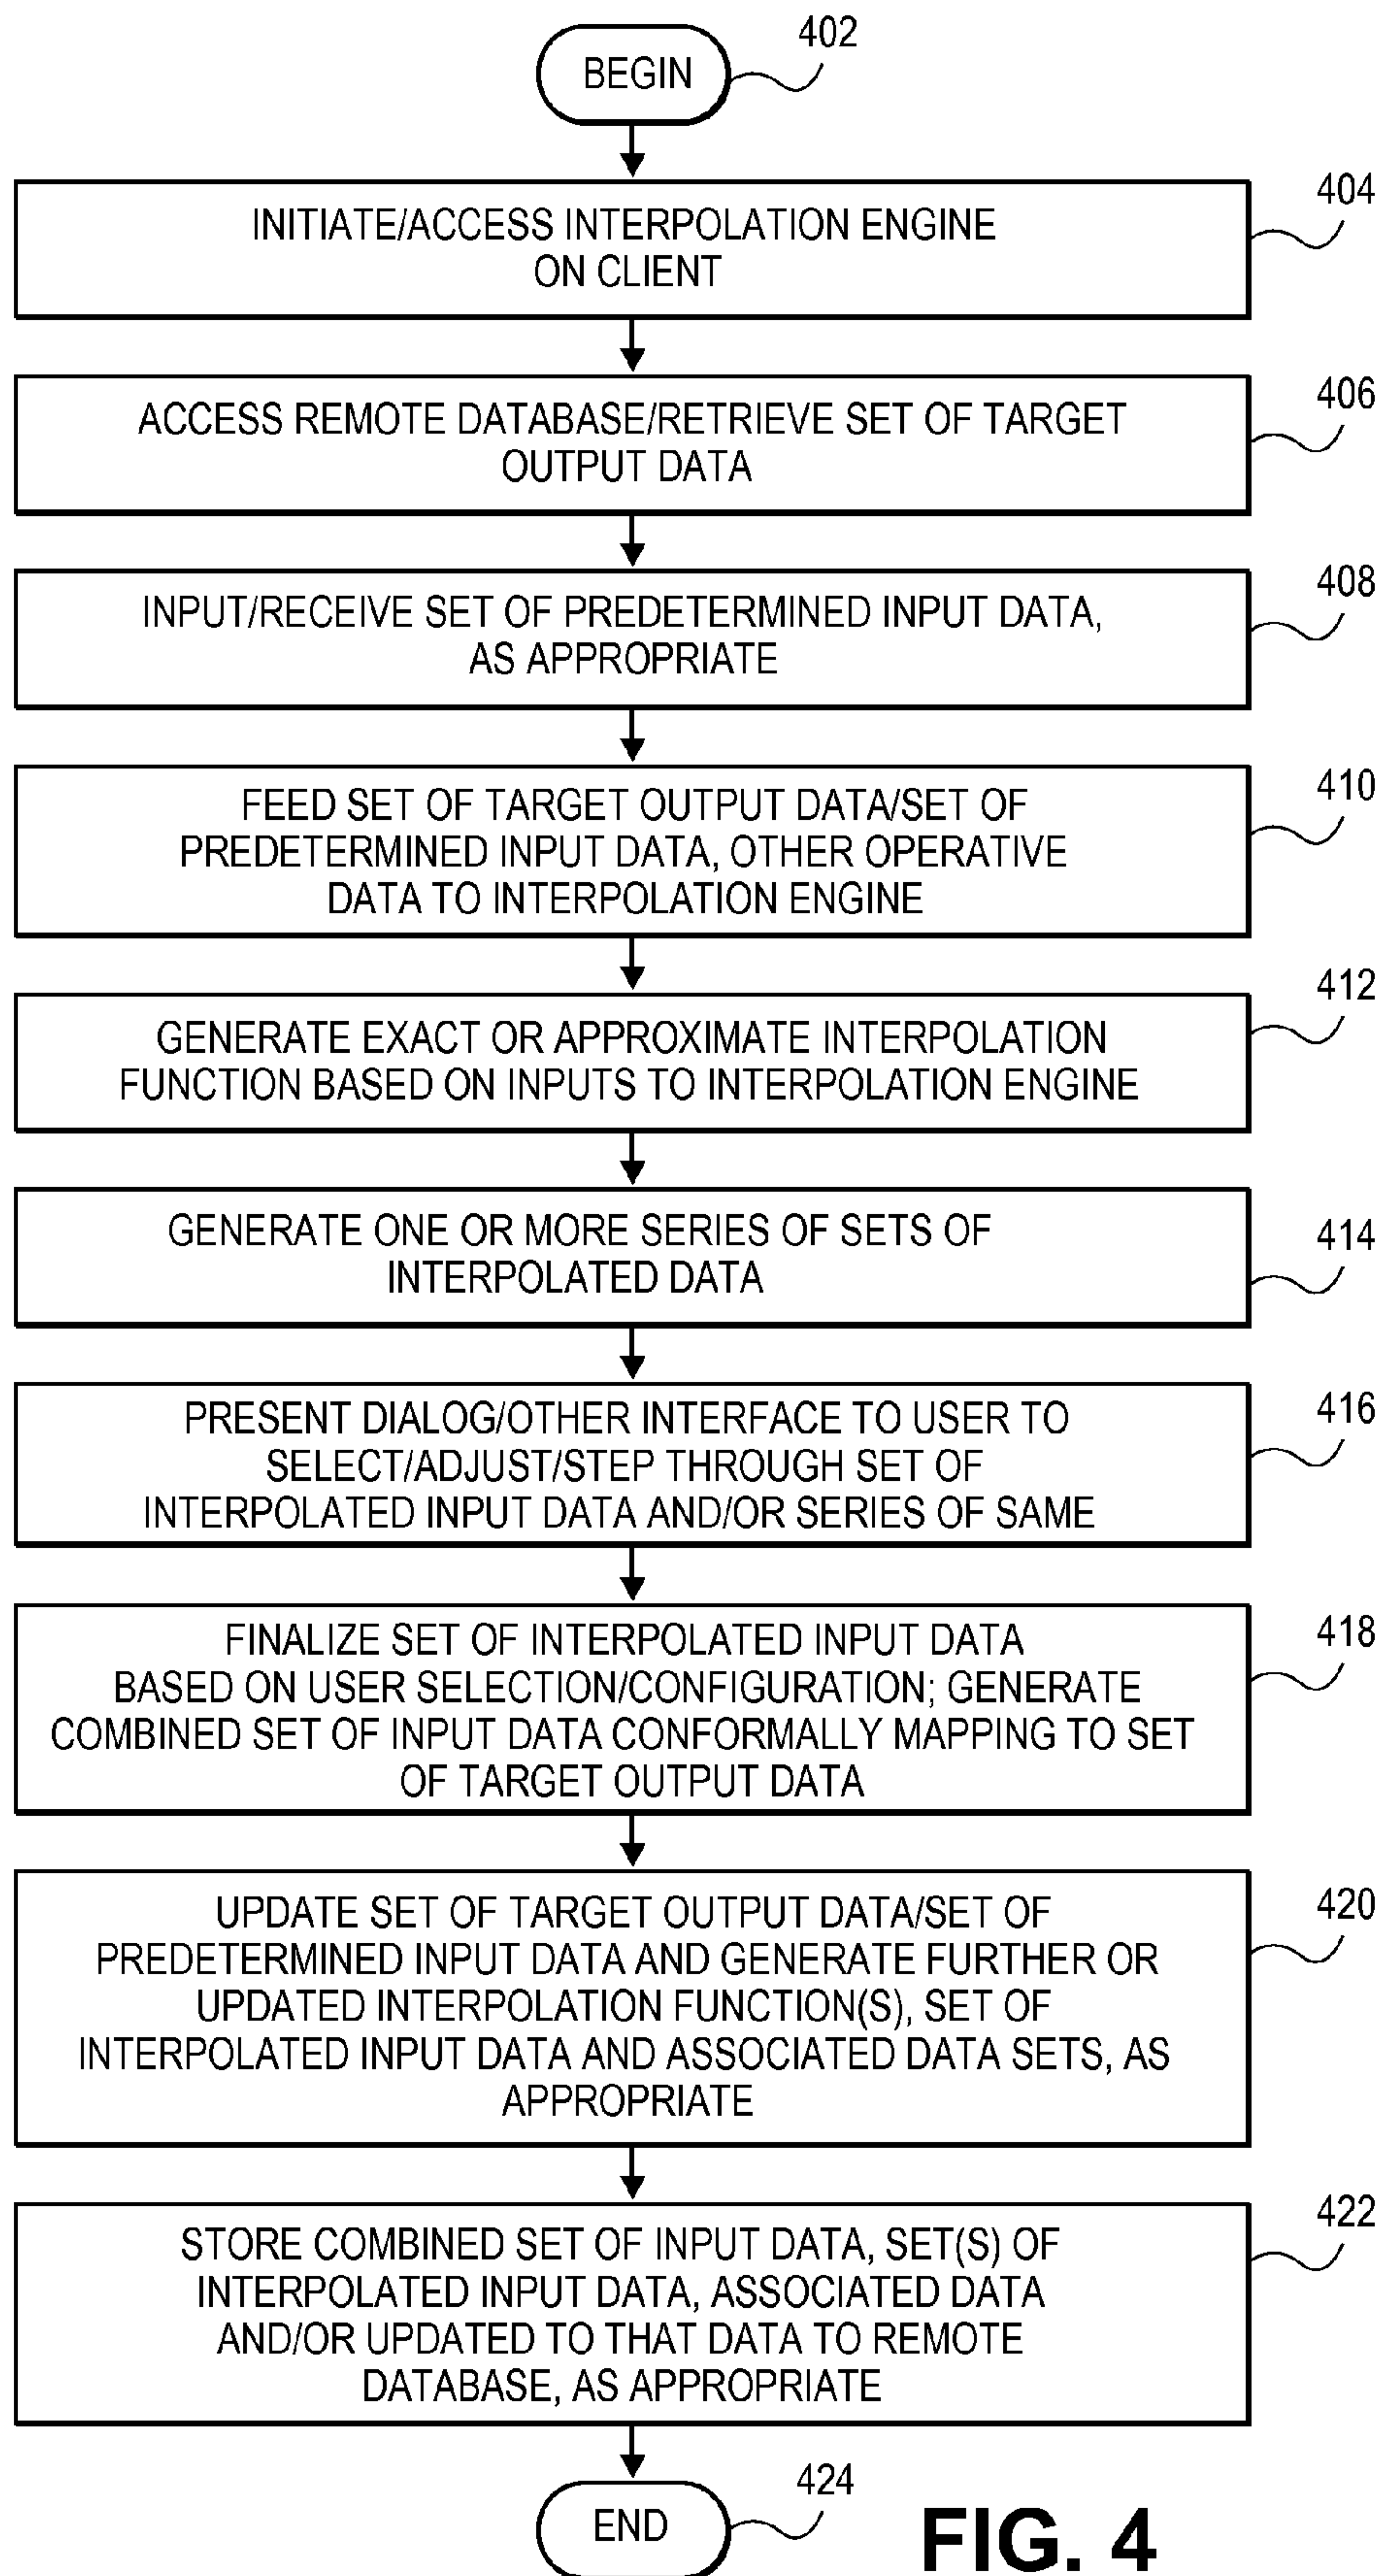 402
BEGIN
404
INITIATE/ACCESS INTERPOLATION ENGINE
ON CLIENT
406
ACCESS REMOTE DATABASE/RETRIEVE SET OF TARGET
OUTPUT DATA
408
INPUT/RECEIVE SET OF PREDETERMINED INPUT DATA,
AS APPROPRIATE
410
FEED SET OF TARGET OUTPUT DATA/SET OF
PREDETERMINED INPUT DATA, OTHER OPERATIVE
DATA TO INTERPOLATION ENGINE
412
GENERATE EXACT OR APPROXIMATE INTERPOLATION
FUNCTION BASED ON INPUTS TO INTERPOLATION ENGINE
414
GENERATE ONE OR MORE SERIES OF SETS OF
INTERPOLATED DATA
416
PRESENT DIALOG/OTHER INTERFACE TO USER TO
SELECT/ADJUST/STEP THROUGH SET OF
INTERPOLATED INPUT DATA AND/OR SERIES OF SAME
418
FINALIZE SET OF INTERPOLATED INPUT DATA
BASED ON USER SELECTION/CONFIGURATION; GENERATE
COMBINED SET OF INPUT DATA CONFORMALLY MAPPING TO SET
OF TARGET OUTPUT DATA
420
UPDATE SET OF TARGET OUTPUT DATA/SET OF
PREDETERMINED INPUT DATA AND GENERATE FURTHER OR
UPDATED INTERPOLATION FUNCTION(S), SET OF
INTERPOLATED INPUT DATA AND ASSOCIATED DATA SETS, AS
APPROPRIATE
422
STORE COMBINED SET OF INPUT DATA, SET(S) OF
INTERPOLATED INPUT DATA, ASSOCIATED DATA
AND/OR UPDATED TO THAT DATA TO REMOTE
DATABASE, AS APPROPRIATE
424
END
FIG. 4